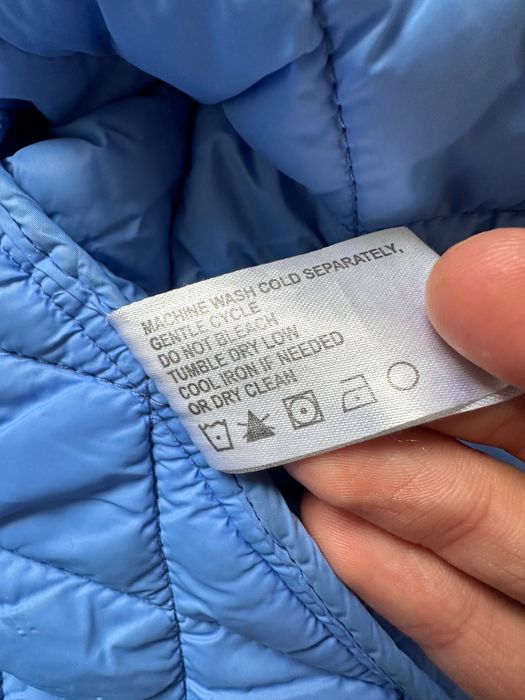 MACHINE WASH COLD SEPARATELY,
GENTLE CYCLE
DO NOT BLEACH
TUMBLE DRY LOW
COOL IRON IF NEEDED
OR DRY CLEAN